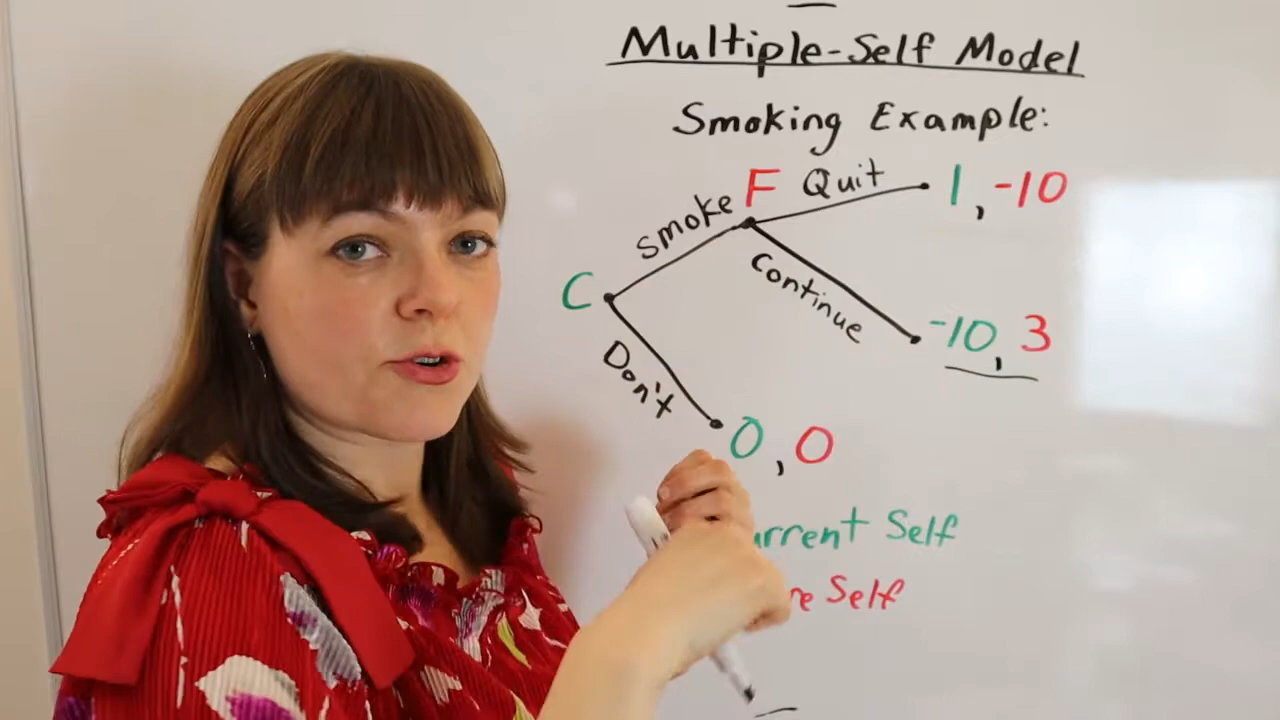 Multiple-Self Model
Smoking Example:
Smoke F Quit 1, -10
Continue
C
-10, 3
Don't
0, 0
Self
Self